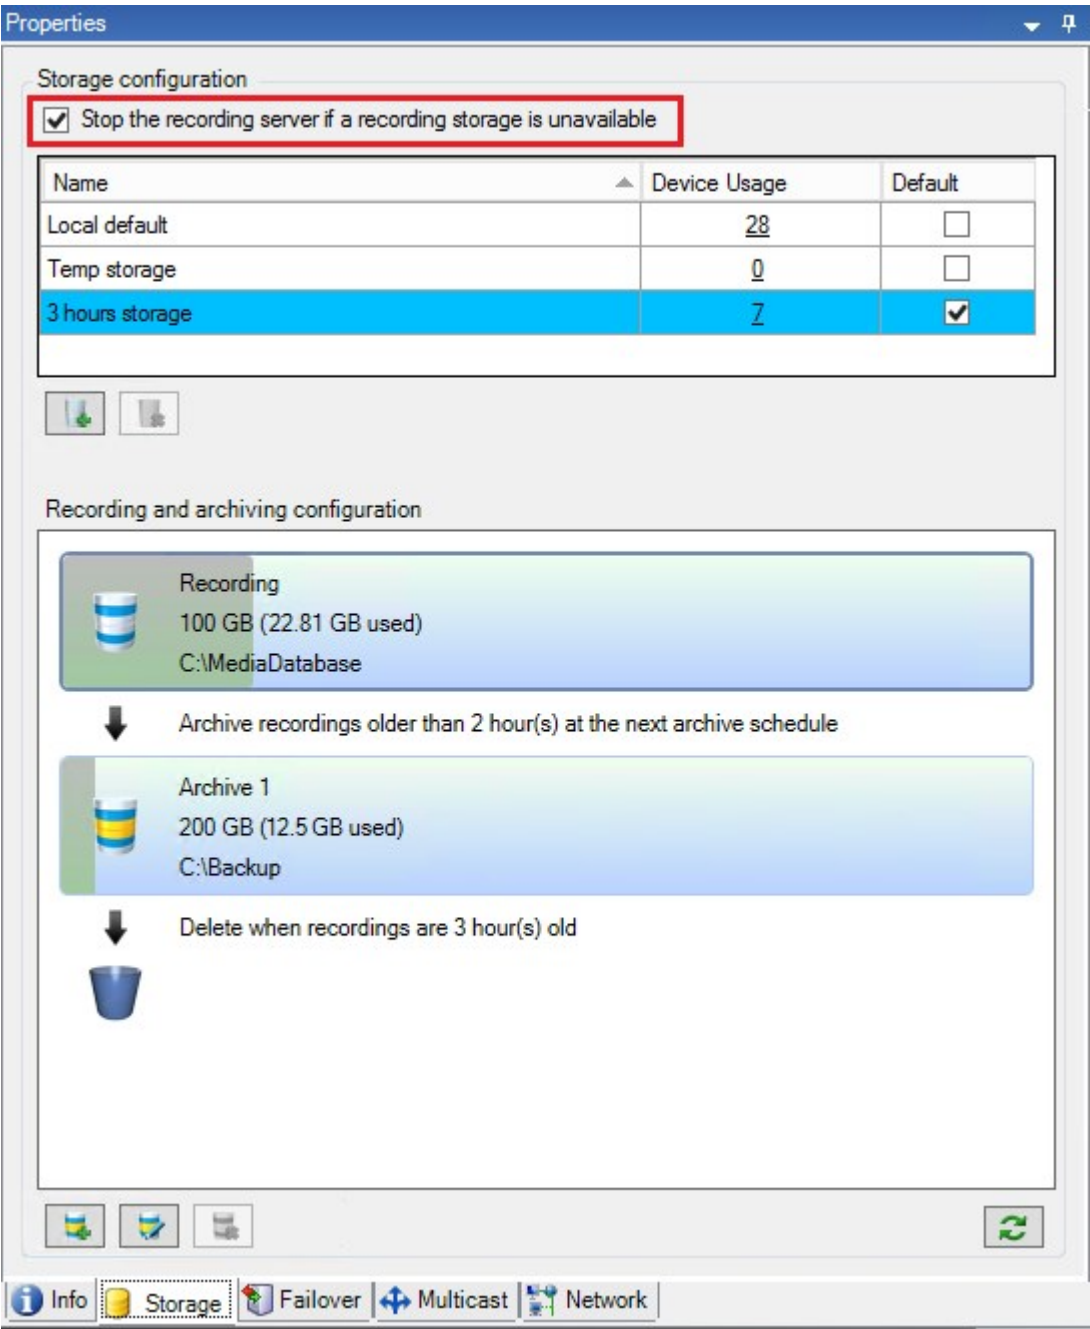 Properties
Storage configuration
Stop the recording server if a recording storage is unavailable
Name Device Usage Default
Local default 28
Temp storage 0
3 hours storage 7
Recording and archiving configuration
Recording
100 GB (22.81 GB used)
C:\MediaDatabase
Archive recordings older than 2 hour(s) at the next archive schedule
Archive 1
200 GB (12.5 GB used)
C:\Backup
Delete when recordings are 3 hour(s) old
Info Storage Failover Multicast Network